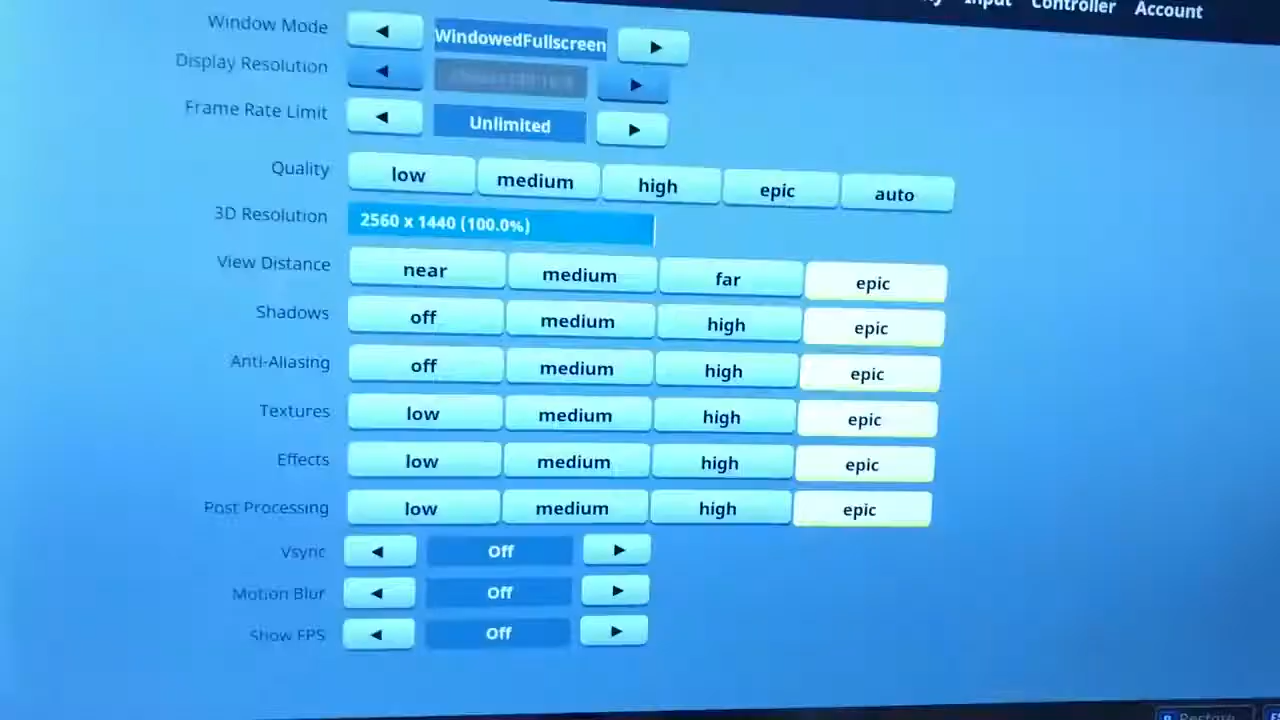 Input Controller Account
Window Mode WindowedFullscreen
Display Resolution
Frame Rate Limit Unlimited
Quality low medium high epic auto
3D Resolution 2560 x 1440 (100.0%)
View Distance near medium far epic
Shadows off medium high epic
Anti-Aliasing off medium high epic
Textures low medium high epic
Effects low medium high epic
Post Processing low medium high epic
Vsync Off
Motion Blur Off
Show FPS Off